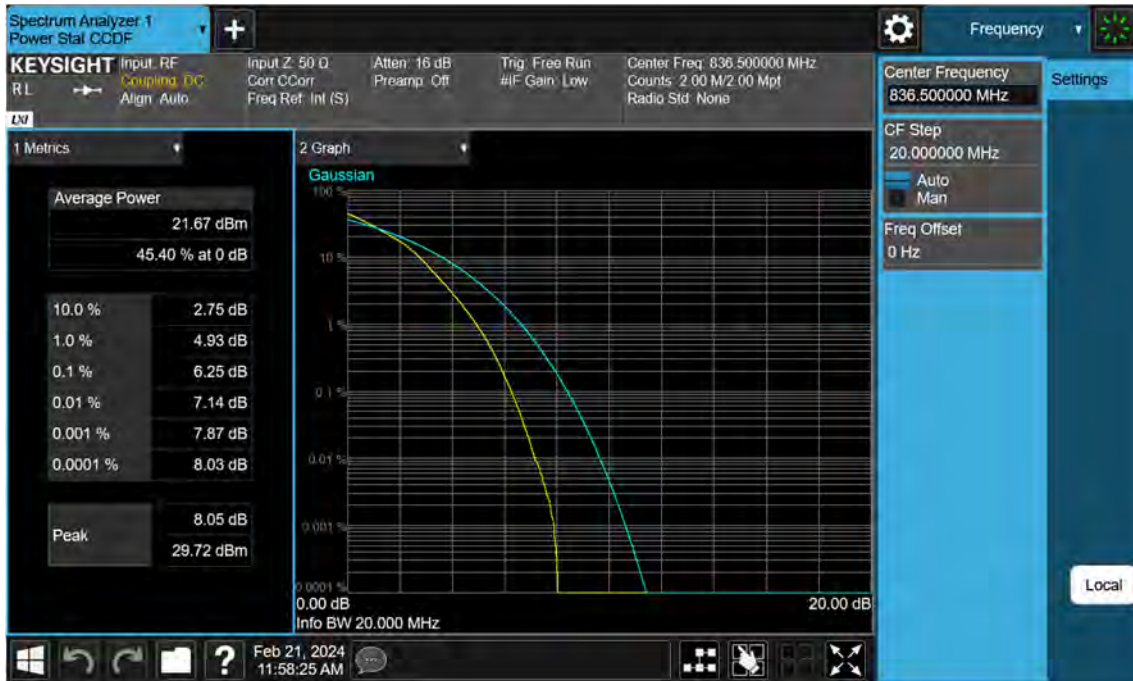 Spectrum Analyzer 1
Power Stat CCDF
+
Frequency
KEYSIGHT
RL
LXI
Input: RF
Coupling: DC
Align: Auto
Input Z: 50 Ω
Corr CCorr
Freq Ref: Int (S)
Atten: 16 dB
Preamp: Off
Trig: Free Run
#IF Gain: Low
Center Freq: 836.500000 MHz
Counts: 2.00 M/2.00 Mpt
Radio Std: None
Center Frequency
836.500000 MHz
Settings
CF Step
20.000000 MHz
Auto
Man
Freq Offset
0 Hz
Local
1 Metrics
Average Power
21.67 dBm
45.40 % at 0 dB
10.0 % 2.75 dB
1.0 % 4.93 dB
0.1 % 6.25 dB
0.01 % 7.14 dB
0.001 % 7.87 dB
0.0001 % 8.03 dB
Peak
8.05 dB
29.72 dBm
2 Graph
Gaussian
100 %
10 %
1 %
0.1 %
0.01 %
0.001 %
0.0001 %
0.00 dB
20.00 dB
Info BW 20.000 MHz
?
Feb 21, 2024
11:58:25 AM